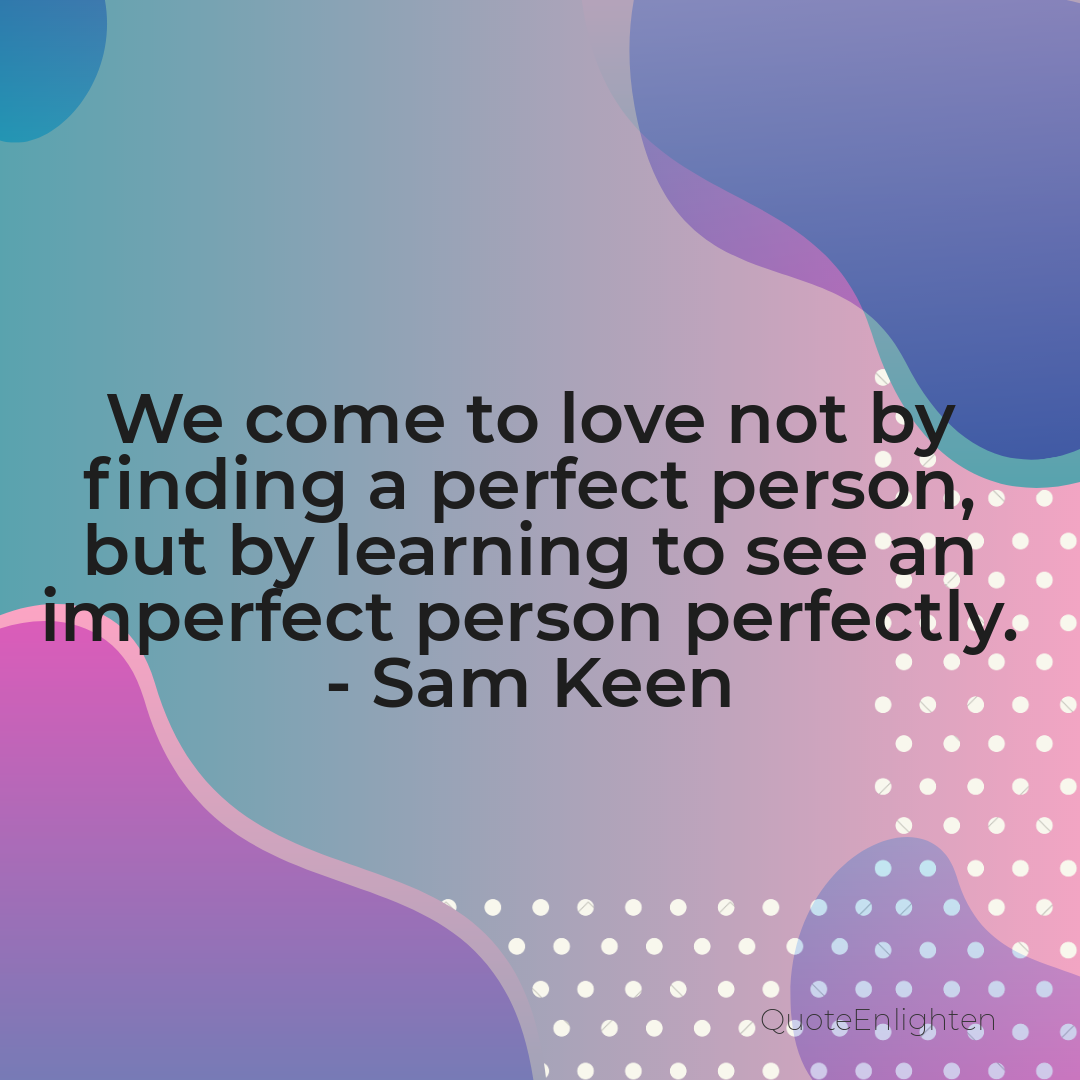 We come to love not by
finding a perfect person,
but by learning to see an
imperfect person perfectly.
- Sam Keen
QuoteEnlighten